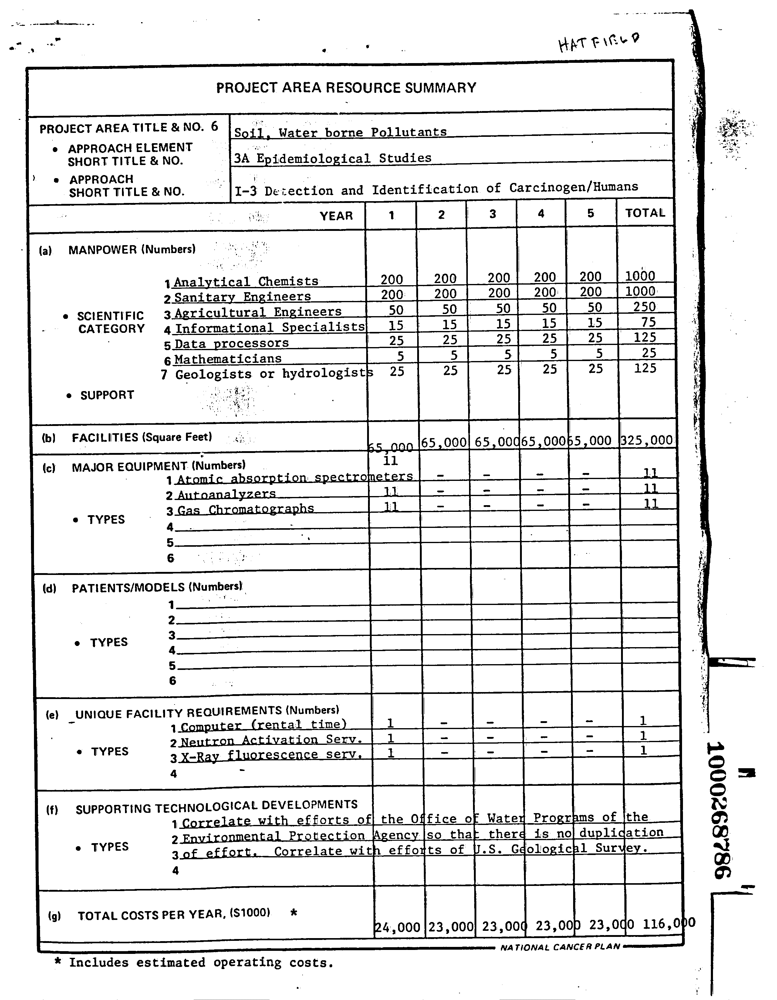 HATFIELD
PROJECT AREA RESOURCE SUMMARY
PROJECT AREA TITLE & NO. 6 Soil, Water borne Pollutants
• APPROACH ELEMENT SHORT TITLE & NO. 3A Epidemiological Studies
• APPROACH SHORT TITLE & NO. I-3 Detection and Identification of Carcinogen/Humans
YEAR 1 2 3 4 5 TOTAL
(a) MANPOWER (Numbers)
• SCIENTIFIC CATEGORY
1 Analytical Chemists 200 200 200 200 200 1000
2 Sanitary Engineers 200 200 200 200 200 1000
3 Agricultural Engineers 50 50 50 50 50 250
4 Informational Specialists 15 15 15 15 15 75
5 Data processors 25 25 25 25 25 125
6 Mathematicians 5 5 5 5 5 25
7 Geologists or hydrologists 25 25 25 25 25 125
• SUPPORT
(b) FACILITIES (Square Feet) 65,000 65,000 65,000 65,000 65,000 325,000
(c) MAJOR EQUIPMENT (Numbers)
• TYPES
1 Atomic absorption spectrometers 11 - - - - 11
2 Autoanalyzers 11 - - - - 11
3 Gas Chromatographs 11 - - - - 11
4
5
6
(d) PATIENTS/MODELS (Numbers)
• TYPES
1
2
3
4
5
6
(e) UNIQUE FACILITY REQUIREMENTS (Numbers)
• TYPES
1 Computer (rental time) 1 - - - - 1
2 Neutron Activation Serv. 1 - - - - 1
3 X-Ray fluorescence serv. 1 - - - - 1
4 -
(f) SUPPORTING TECHNOLOGICAL DEVELOPMENTS
• TYPES
1 Correlate with efforts of the Office of Water Programs of the
2 Environmental Protection Agency so that there is no duplication
3 of effort. Correlate with efforts of U.S. Geological Survey.
4
(g) TOTAL COSTS PER YEAR, ($1000) * 24,000 23,000 23,000 23,000 23,000 116,000
NATIONAL CANCER PLAN
* Includes estimated operating costs.
1000268786